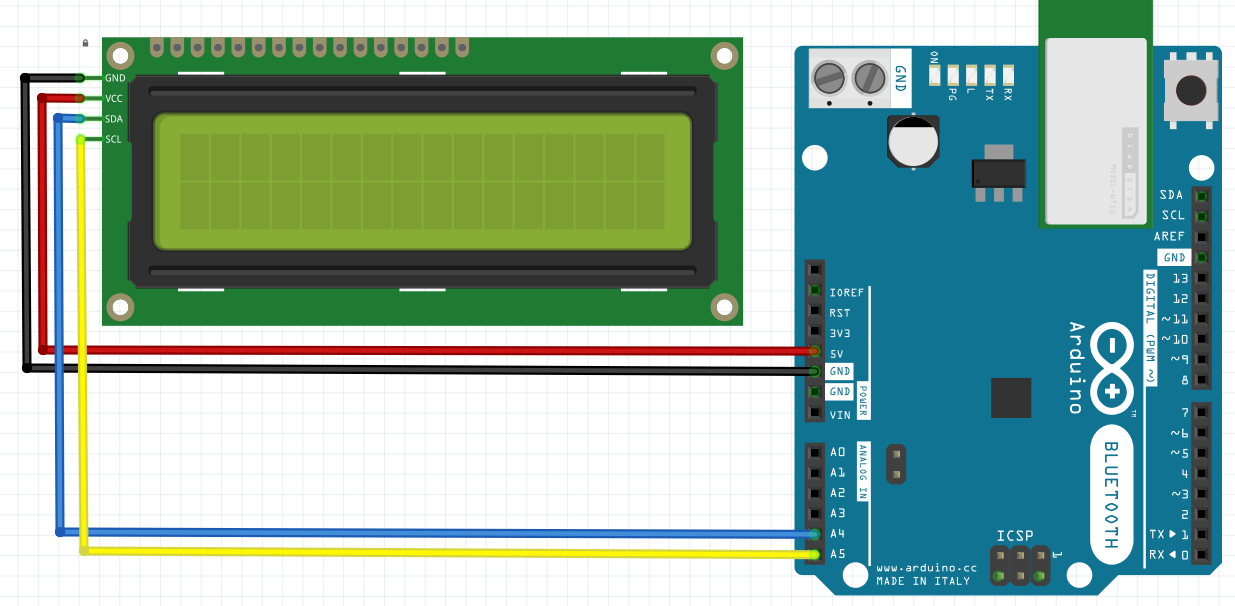 GND
VCC
SDA
SCL
GND
ON
PG
L
TX
RX
IOREF
RST
3V3
5V
GND
GND
VIN
POWER
A0
A1
A2
A3
A4
A5
ANALOG IN
SDA
SCL
AREF
GND
13
12
~11
~10
~9
8
7
~6
~5
4
~3
2
TX▶1
RX◀0
DIGITAL (PWM ~)
Arduino
TM
BLUETOOTH
ICSP
1
www.arduino.cc
MADE IN ITALY